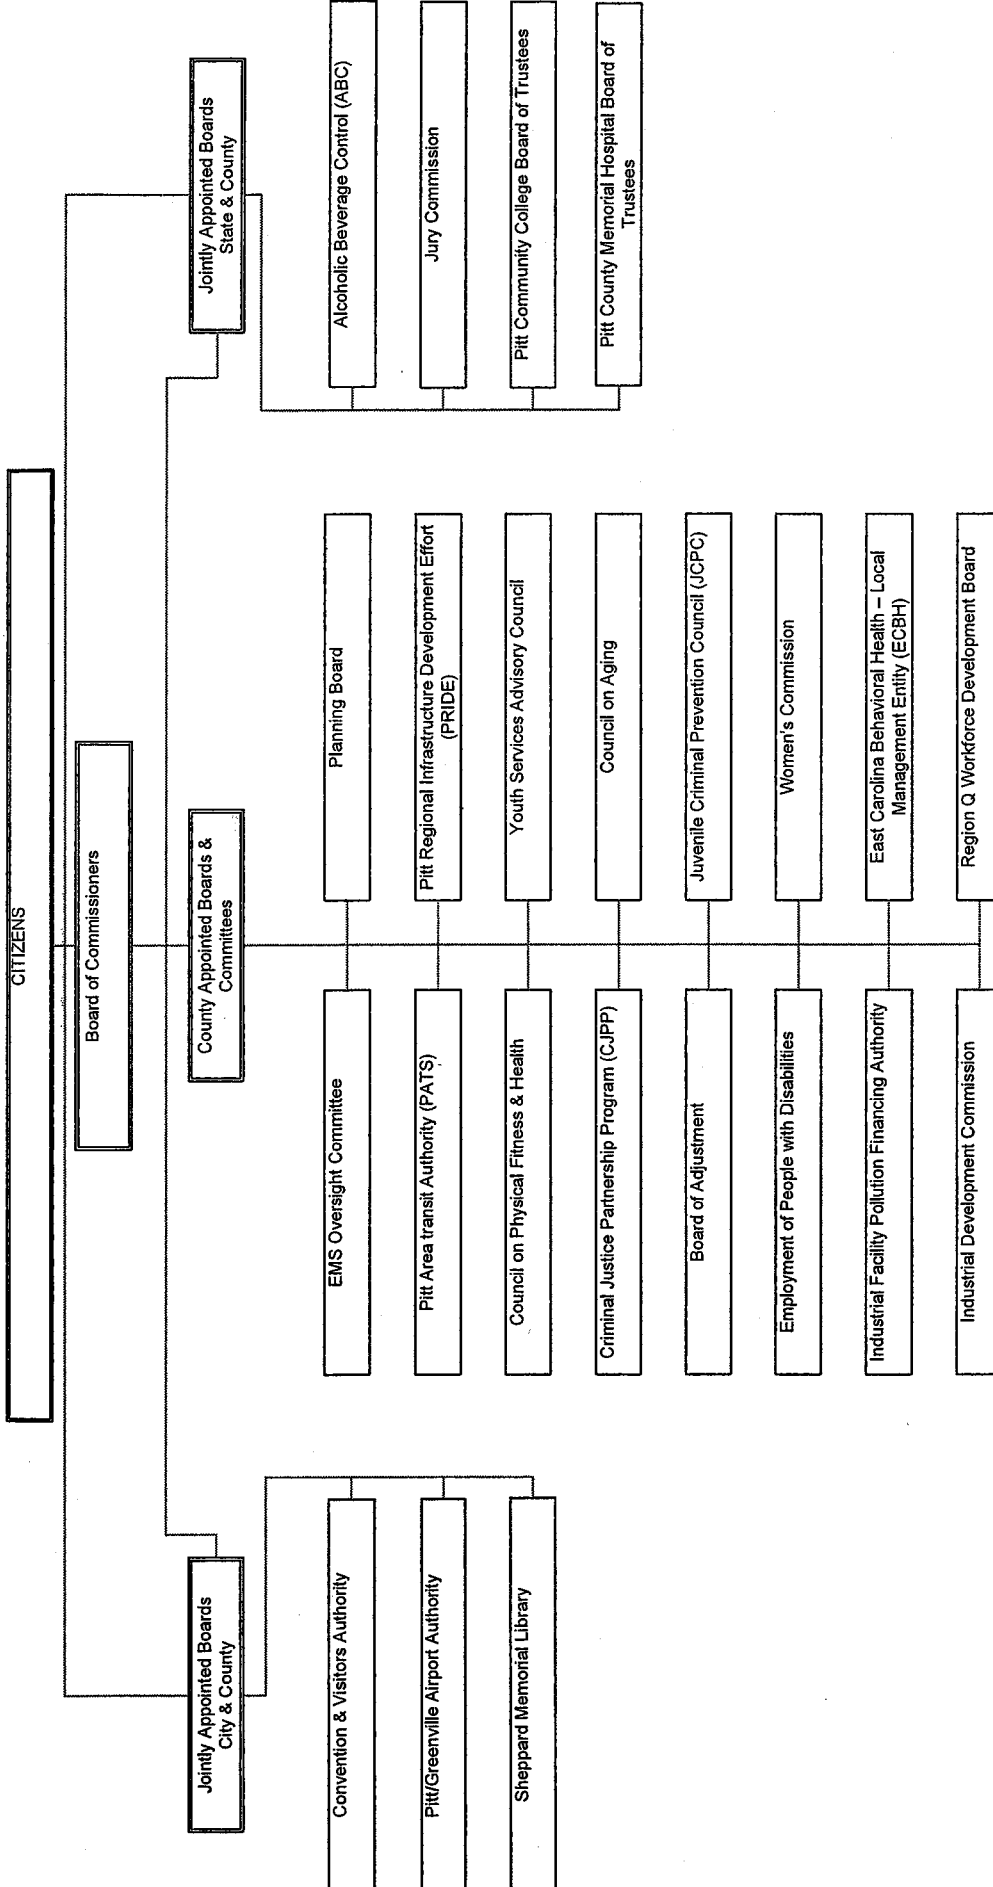 CITIZENS
Board of Commissioners
Jointly Appointed Boards
City & County
County Appointed Boards &
Committees
Jointly Appointed Boards
State & County
Convention & Visitors Authority
Pitt/Greenville Airport Authority
Sheppard Memorial Library
EMS Oversight Committee
Pitt Area transit Authority (PATS)
Council on Physical Fitness & Health
Criminal Justice Partnership Program (CJPP)
Board of Adjustment
Employment of People with Disabilities
Industrial Facility Pollution Financing Authority
Industrial Development Commission
Planning Board
Pitt Regional Infrastructure Development Effort
(PRIDE)
Youth Services Advisory Council
Council on Aging
Juvenile Criminal Prevention Council (JCPC)
Women's Commission
East Carolina Behavioral Health – Local
Management Entity (ECBH)
Region Q Workforce Development Board
Alcoholic Beverage Control (ABC)
Jury Commission
Pitt Community College Board of Trustees
Pitt County Memorial Hospital Board of
Trustees